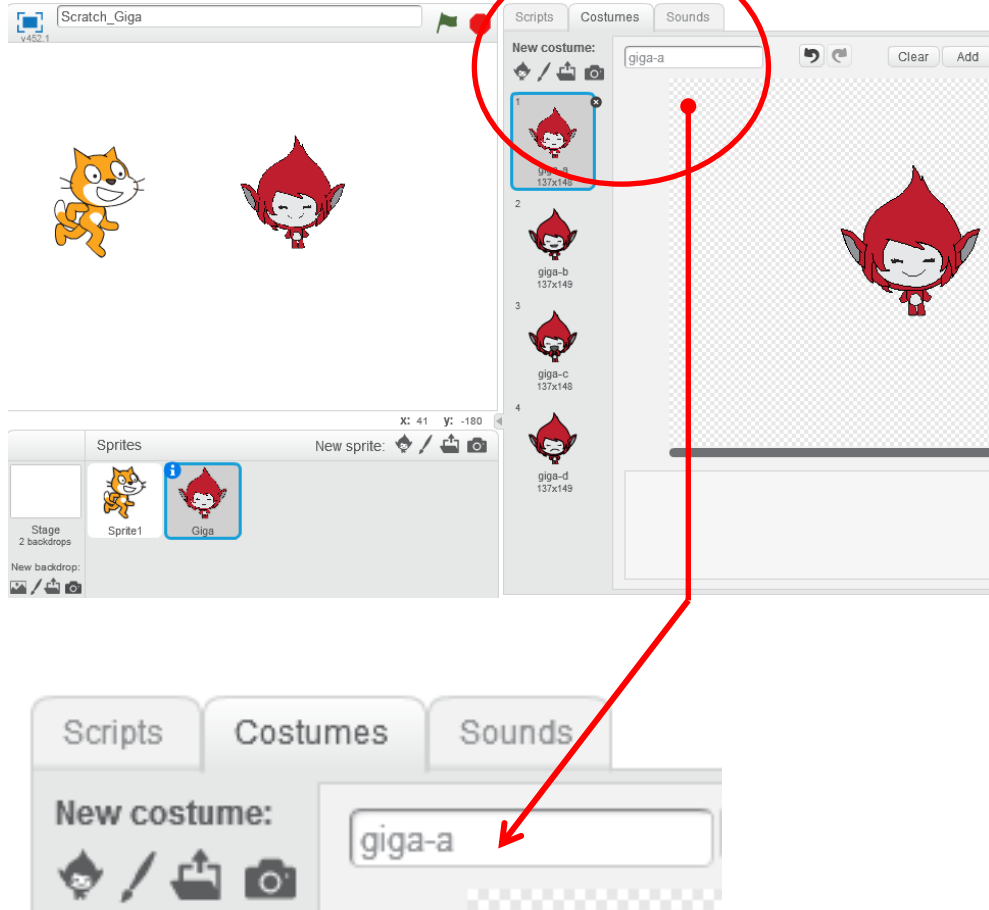 Scratch_Giga
v452.1
Scripts Costumes Sounds
New costume:
giga-a
Clear Add
1
giga-a
137x148
2
giga-b
137x149
3
giga-c
137x148
4
giga-d
137x149
X: 41 y: -180
Sprites
New sprite:
Stage
2 backdrops
Sprite1
Giga
New backdrop:
Scripts Costumes Sounds
New costume:
giga-a